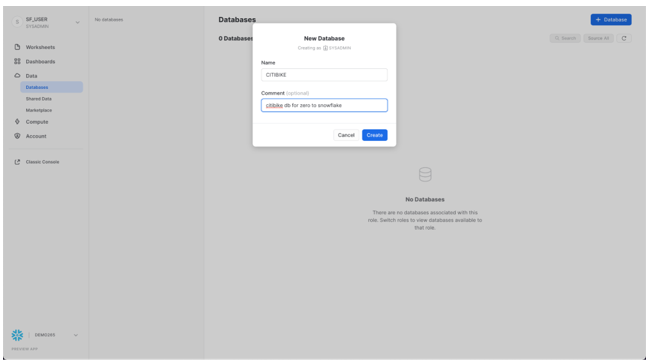 SF_USER
SYSADMIN
Worksheets
Dashboards
Data
Databases
Shared Data
Marketplace
Compute
Account
Classic Console
DEMO1183
PREVIEW APP
No databases
Databases
+ Database
0 Databases
Search
Source All
New Database
Creating as SYSADMIN
Name
CITIBIKE
Comment (optional)
citibike db for zero to snowflake
Cancel
Create
No Databases
There are no databases associated with this
role. Switch roles to view databases available to
that role.